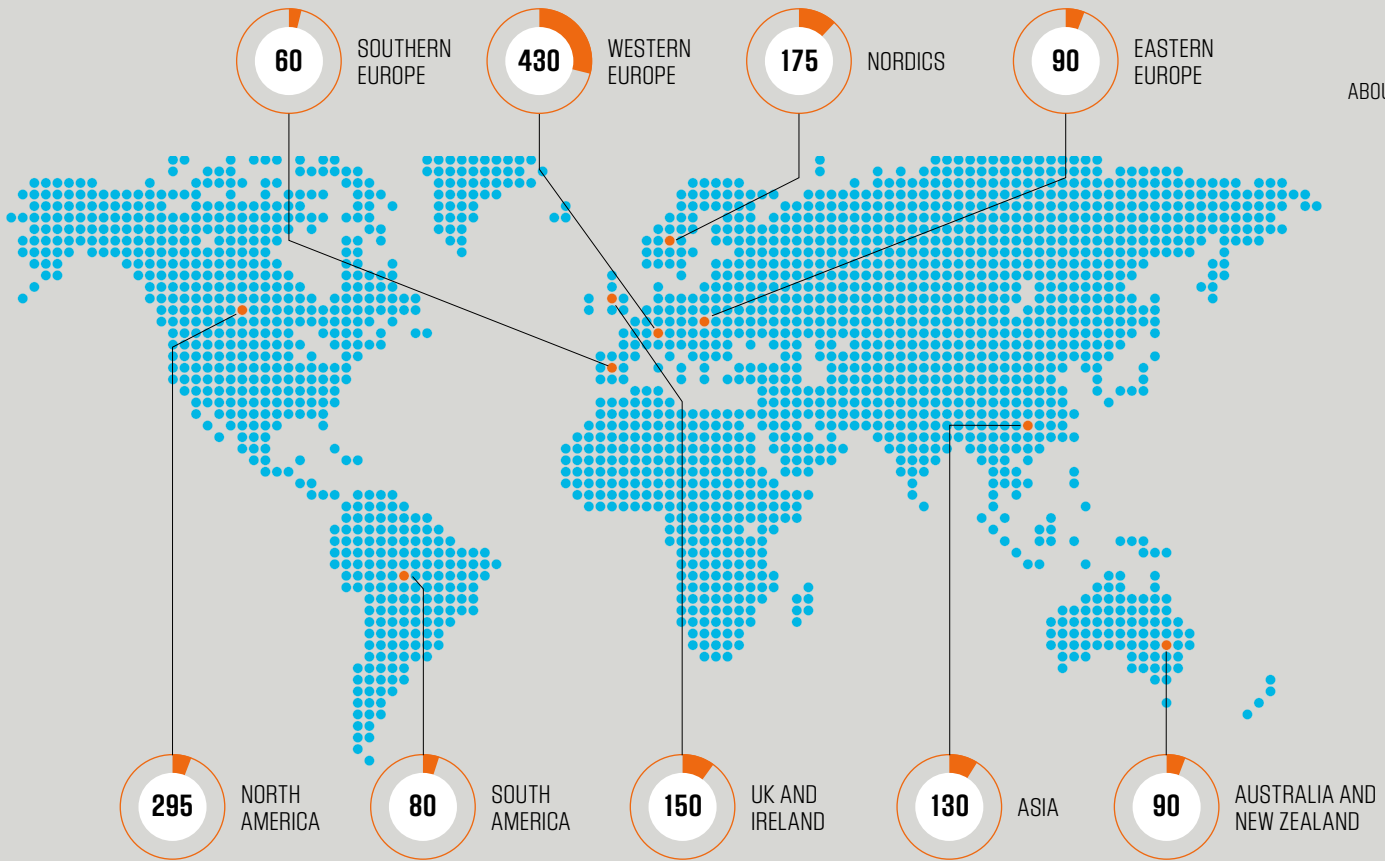 60
SOUTHERN
EUROPE
430
WESTERN
EUROPE
175
NORDICS
90
EASTERN
EUROPE
295
NORTH
AMERICA
80
SOUTH
AMERICA
150
UK AND
IRELAND
130
ASIA
90
AUSTRALIA AND
NEW ZEALAND